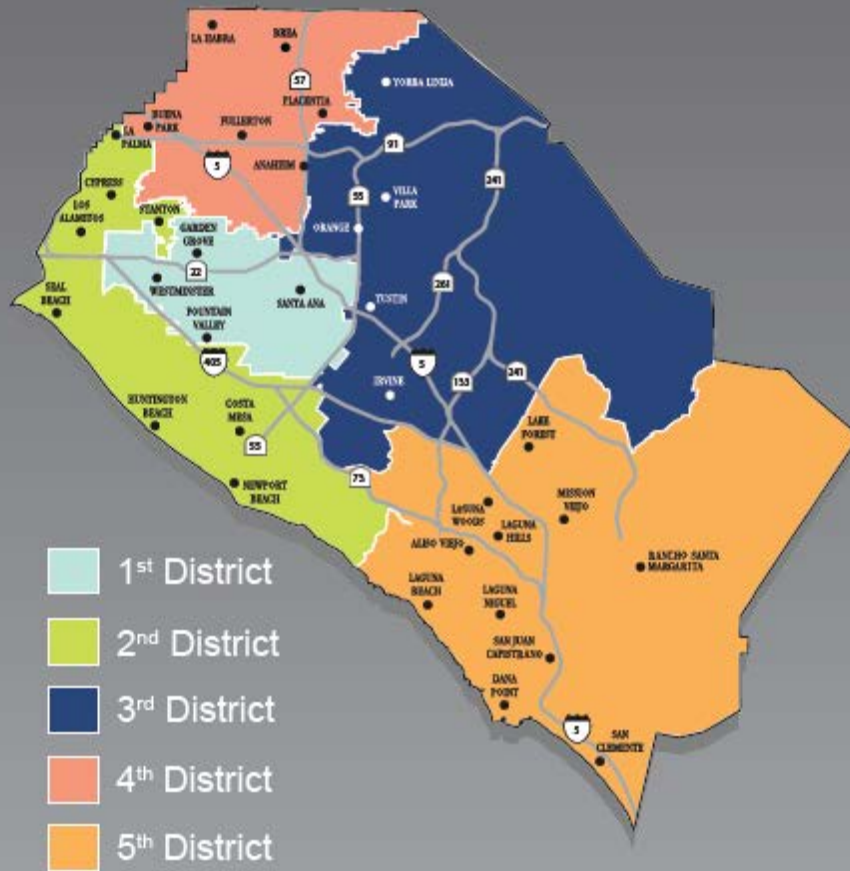 LA HABRA
BREA
57
YORBA LINDA
PLACENTIA
BUENA
PARK
FULLERTON
LA
PALMA
91
5
ANAHEIM
241
CYPRESS
55
VILLA
PARK
LOS
ALAMITOS
STANTON
GARDEN
GROVE
ORANGE
22
WESTMINSTER
SANTA ANA
261
SEAL
BEACH
TUSTIN
FOUNTAIN
VALLEY
405
5
133
241
IRVINE
HUNTINGTON
BEACH
COSTA
MESA
55
LAKE
FOREST
73
NEWPORT
BEACH
LAGUNA
WOODS
MISSION
VIEJO
LAGUNA
HILLS
ALISO VIEJO
RANCHO SANTA
MARGARITA
LAGUNA
BEACH
LAGUNA
NIGUEL
SAN JUAN
CAPISTRANO
DANA
POINT
5
SAN
CLEMENTE
1st District
2nd District
3rd District
4th District
5th District